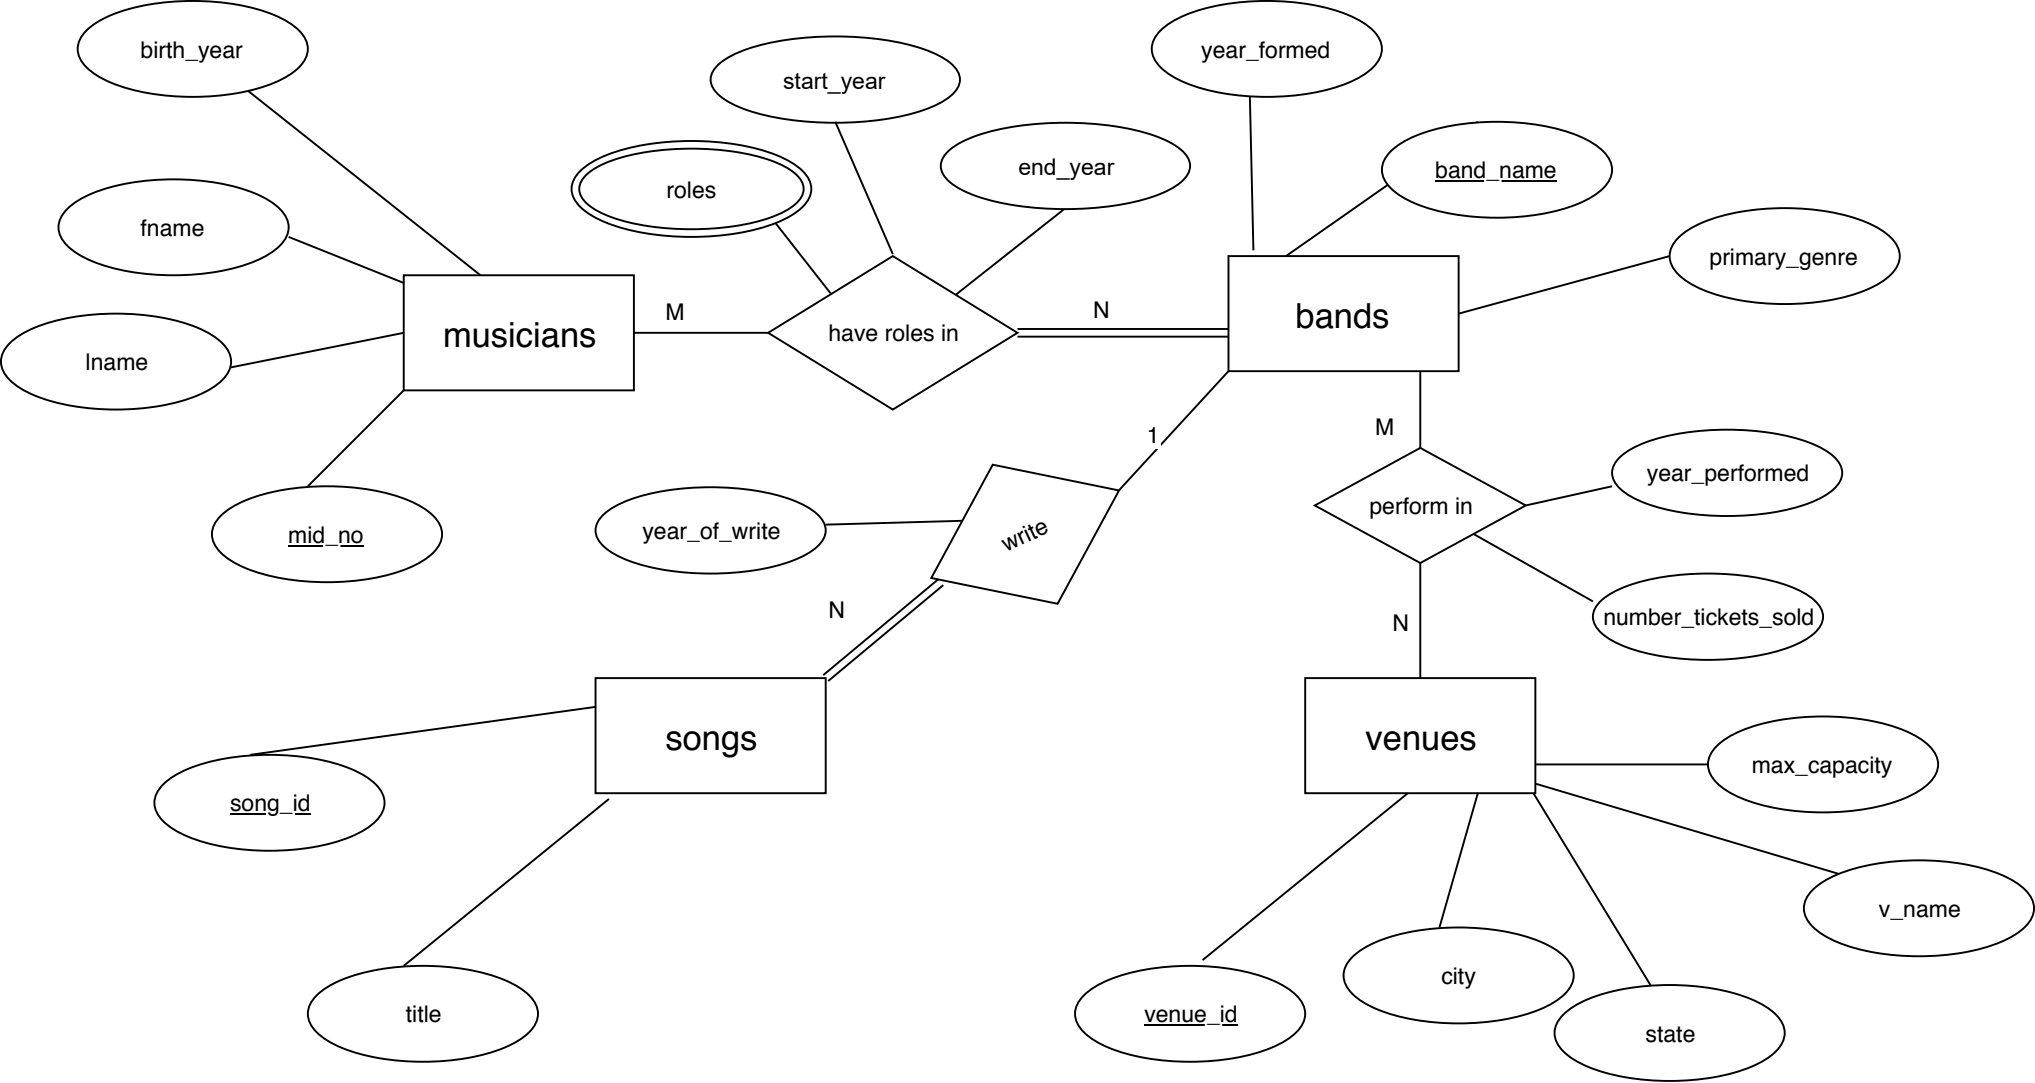 birth_year
year_formed
start_year
end_year
band_name
roles
fname
primary_genre
M
N
bands
musicians
have roles in
lname
1
M
year_performed
perform in
year_of_write
write
mid_no
N
N
number_tickets_sold
songs
venues
max_capacity
song_id
v_name
city
title
venue_id
state